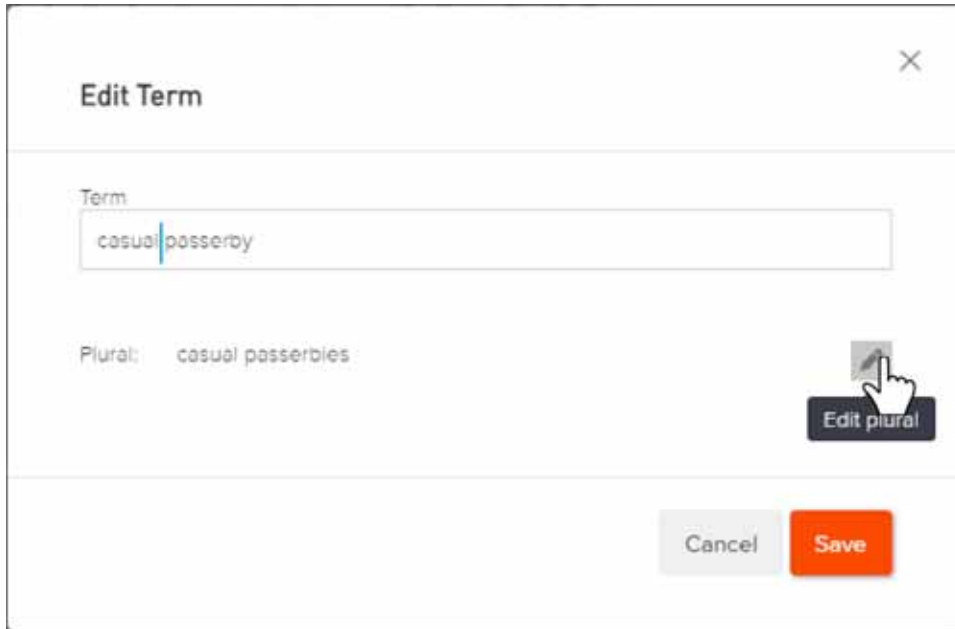 Edit Term
Term
casual passerby
Plural: casual passerbies
Edit plural
Cancel Save